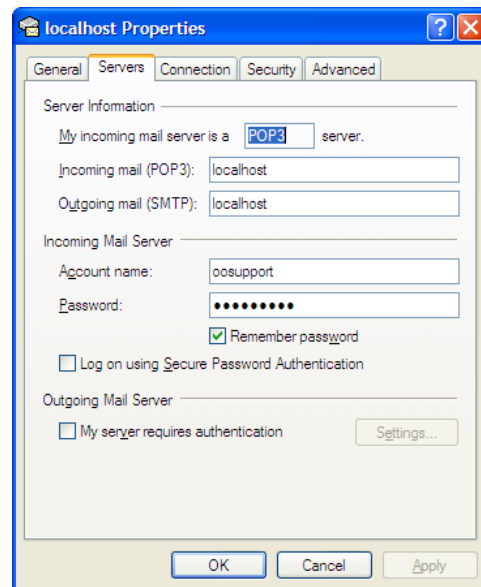 localhost Properties
General Servers Connection Security Advanced
Server Information
My incoming mail server is a POP3 server.
Incoming mail (POP3): localhost
Outgoing mail (SMTP): localhost
Incoming Mail Server
Account name: oosupport
Password: •••••••••
Remember password
Log on using Secure Password Authentication
Outgoing Mail Server
My server requires authentication Settings...
OK Cancel Apply